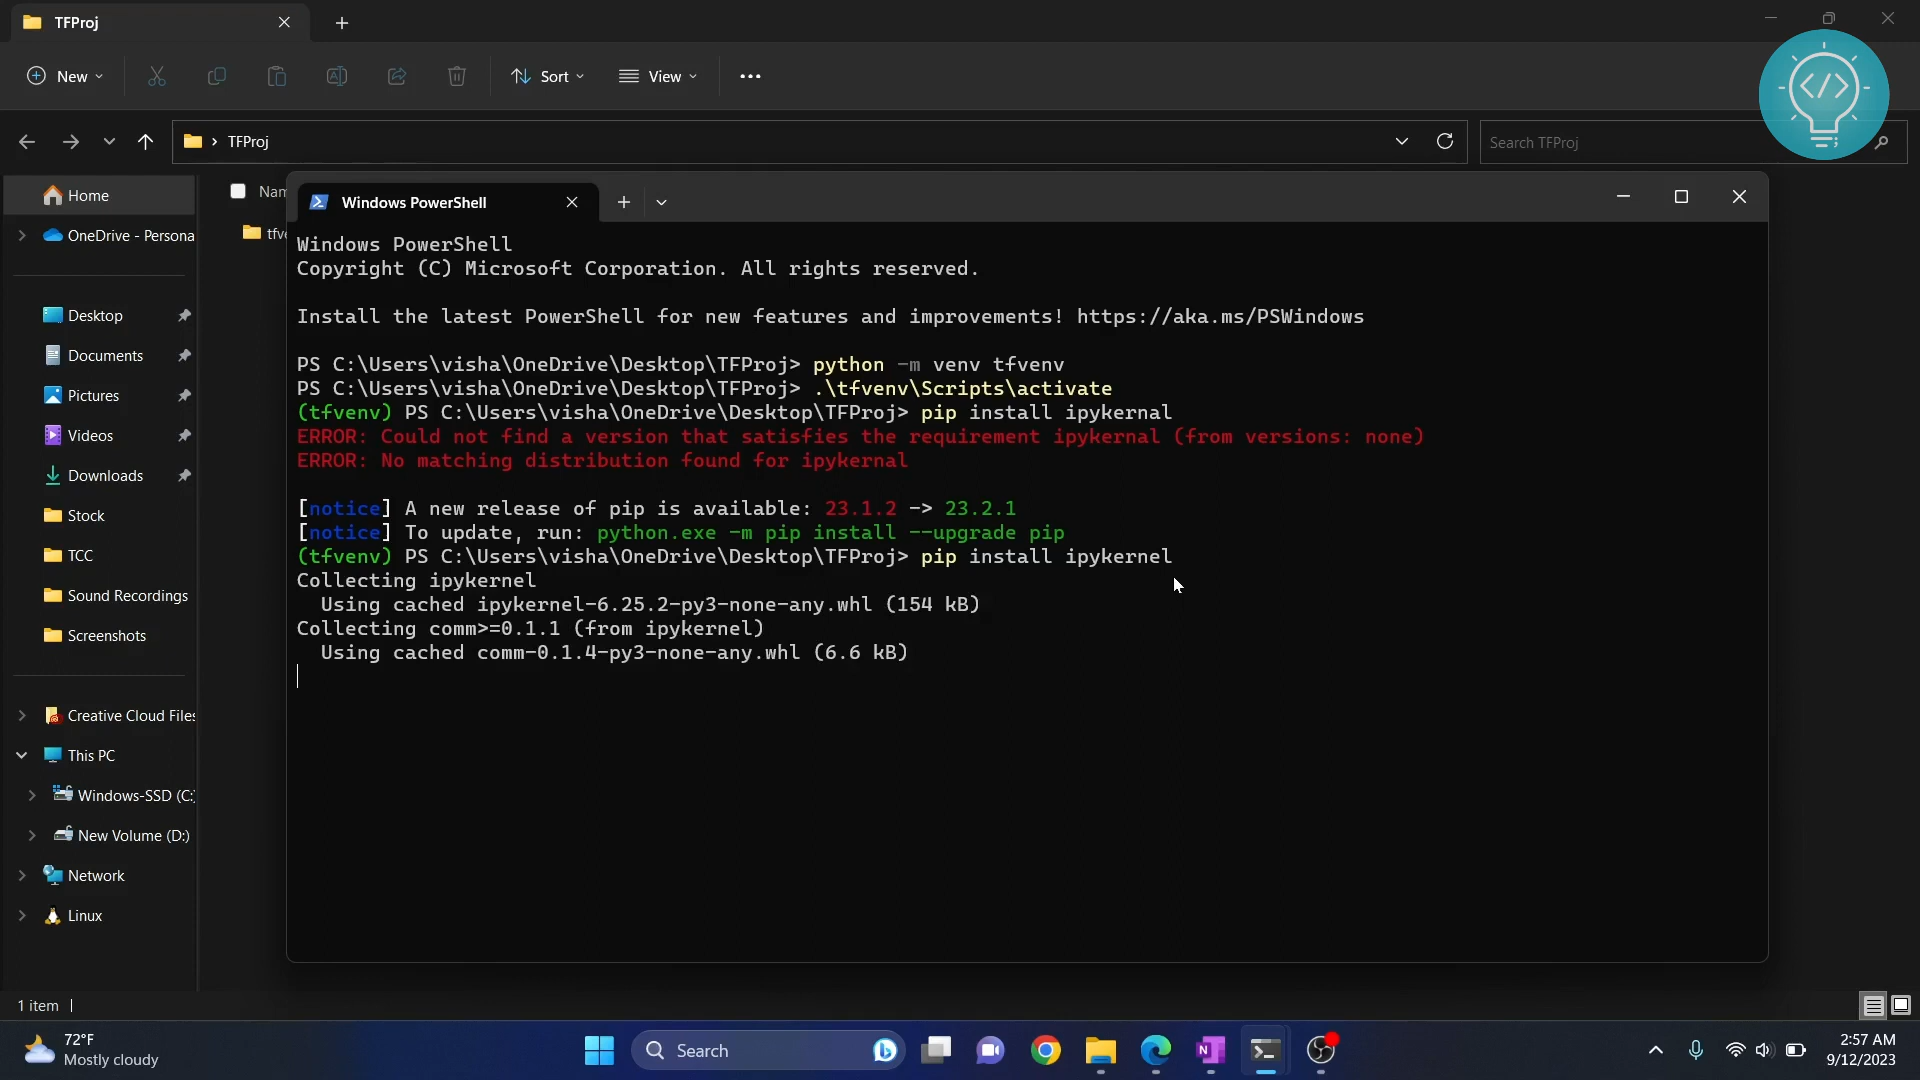 TFProj
New
Sort
View
TFProj
Search TFProj
Home
OneDrive - Persona
Desktop
Documents
Pictures
Videos
Downloads
Stock
TCC
Sound Recordings
Screenshots
Creative Cloud Files
This PC
Windows-SSD (C:)
New Volume (D:)
Network
Linux
Nam
tfve
Windows PowerShell
Windows PowerShell
Copyright (C) Microsoft Corporation. All rights reserved.
Install the latest PowerShell for new features and improvements! https://aka.ms/PSWindows
PS C:\Users\visha\OneDrive\Desktop\TFProj> python -m venv tfvenv
PS C:\Users\visha\OneDrive\Desktop\TFProj> .\tfvenv\Scripts\activate
(tfvenv) PS C:\Users\visha\OneDrive\Desktop\TFProj> pip install ipykernal
ERROR: Could not find a version that satisfies the requirement ipykernal (from versions: none)
ERROR: No matching distribution found for ipykernal
[notice] A new release of pip is available: 23.1.2 -> 23.2.1
[notice] To update, run: python.exe -m pip install --upgrade pip
(tfvenv) PS C:\Users\visha\OneDrive\Desktop\TFProj> pip install ipykernel
Collecting ipykernel
Using cached ipykernel-6.25.2-py3-none-any.whl (154 kB)
Collecting comm>=0.1.1 (from ipykernel)
Using cached comm-0.1.4-py3-none-any.whl (6.6 kB)
1 item
72°F
Mostly cloudy
Search
2:57 AM
9/12/2023